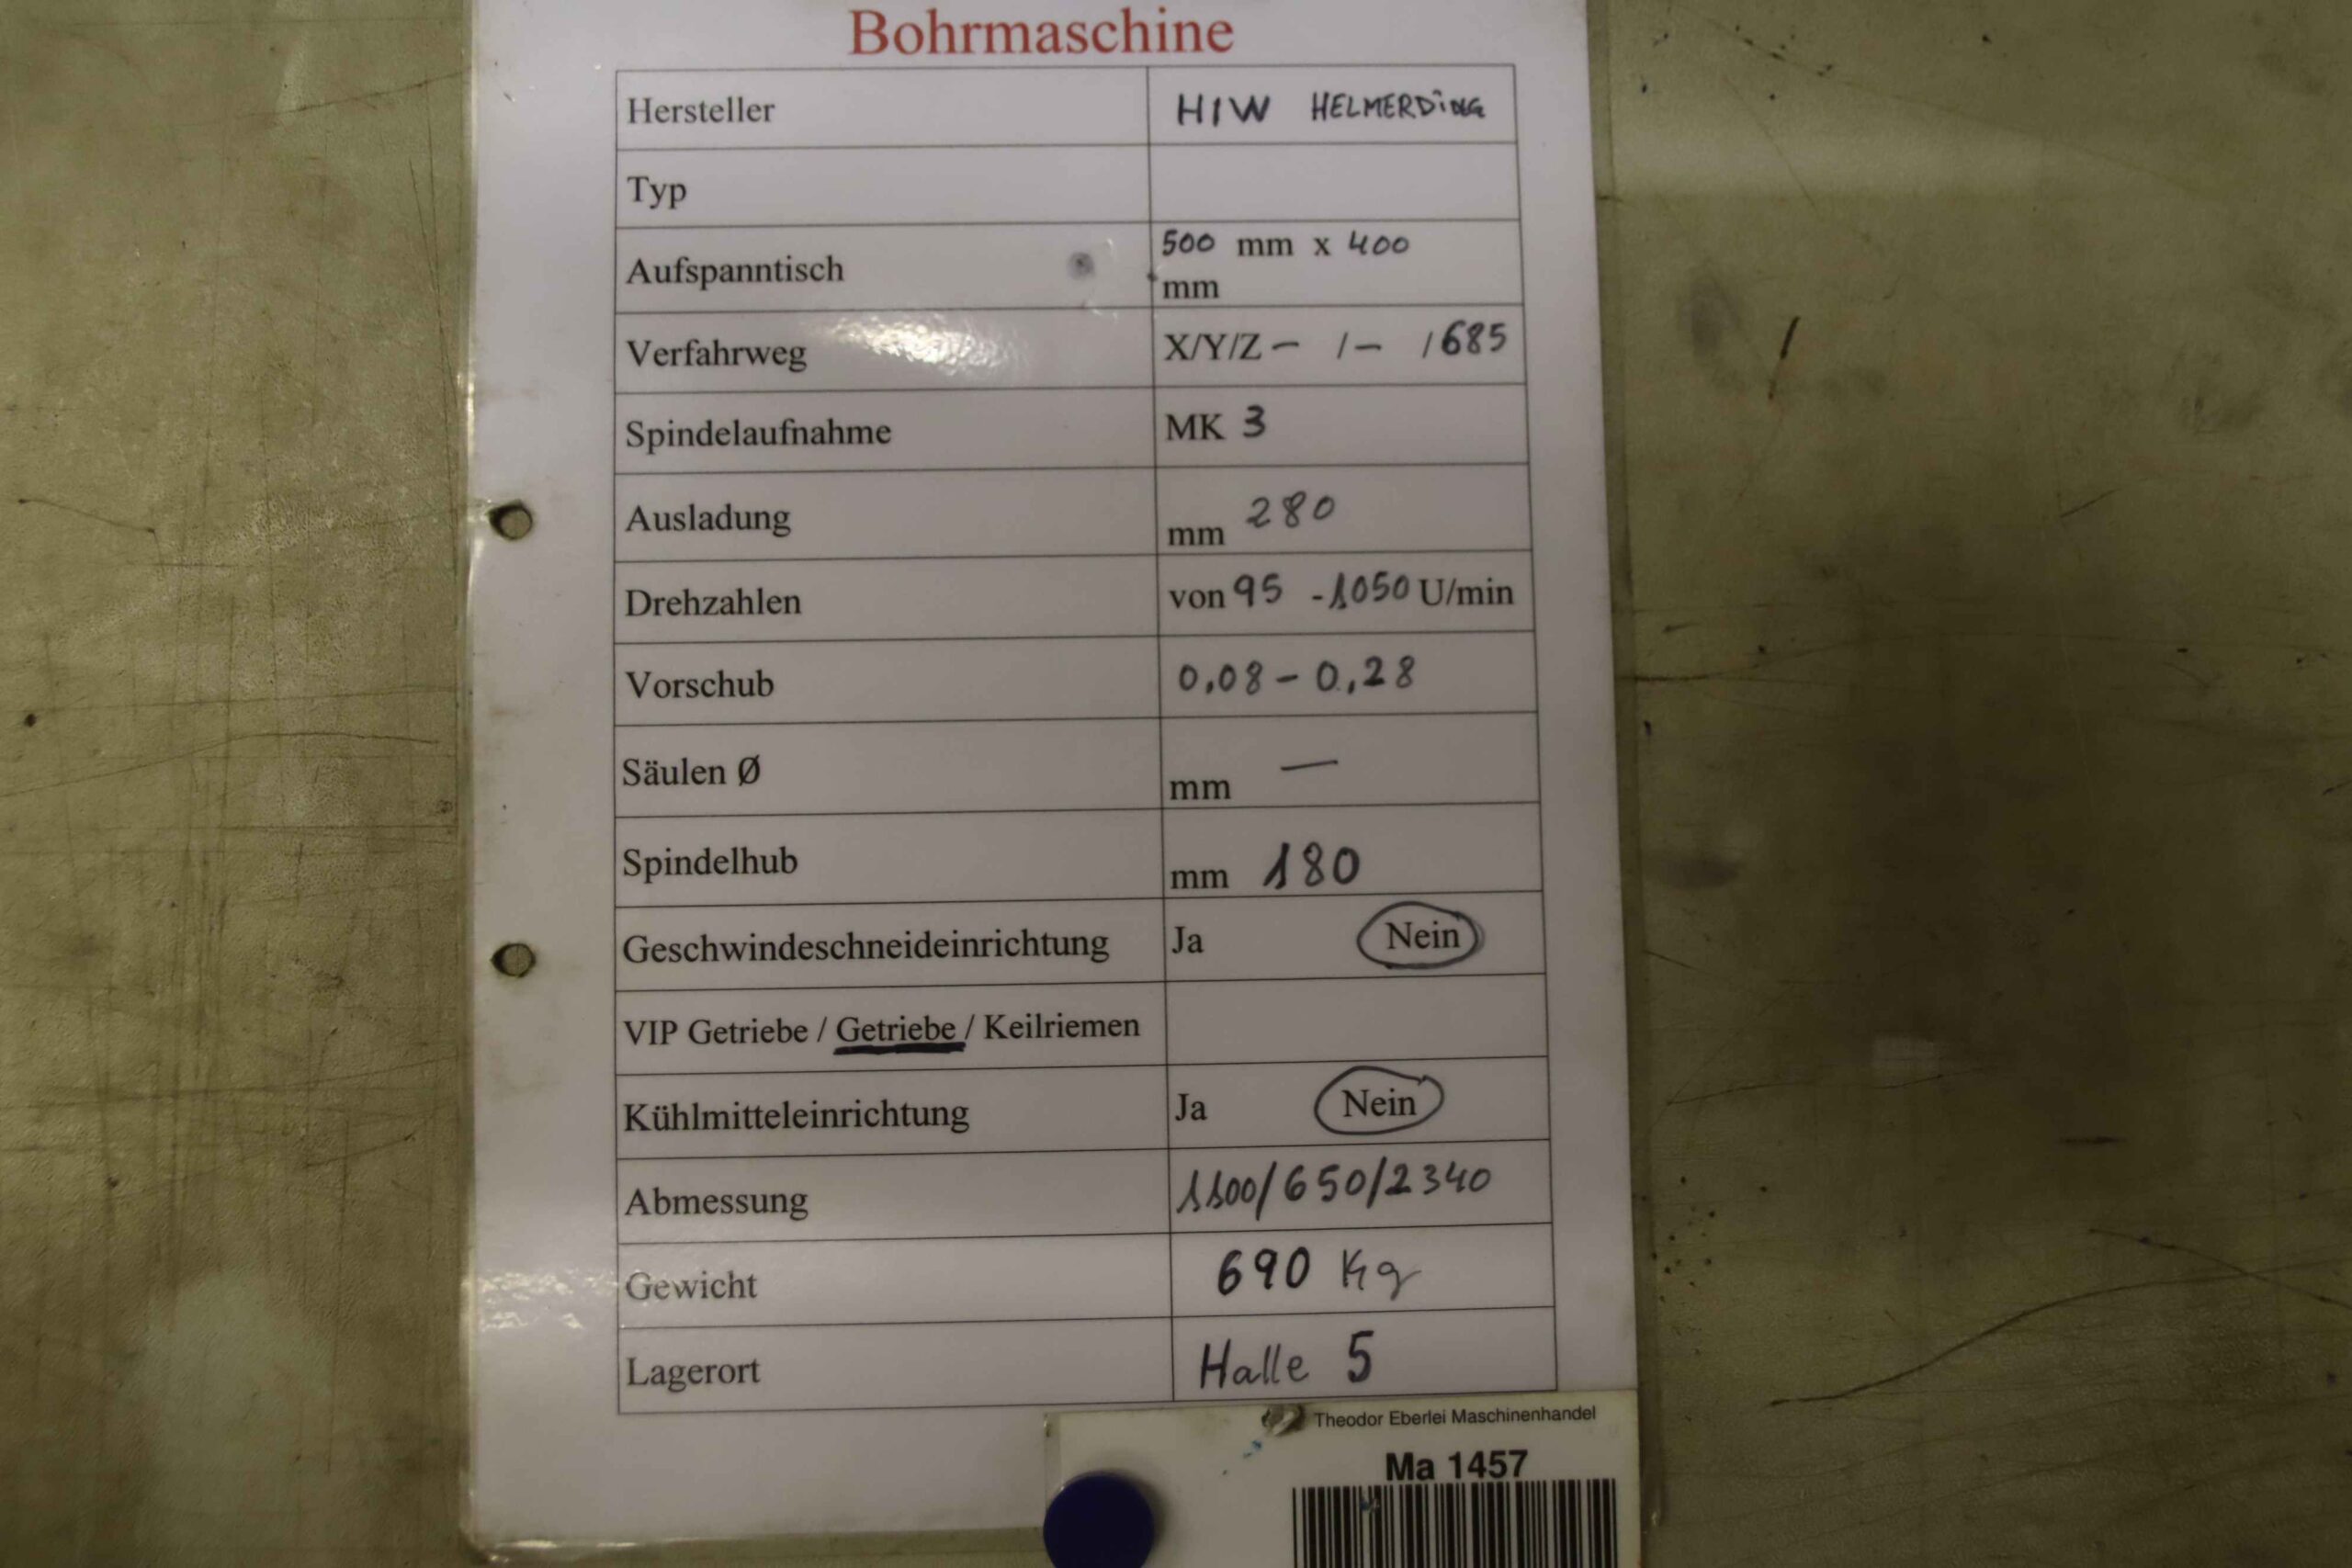 Bohrmaschine
Hersteller HIW HELMERDiNG
Typ
Aufspanntisch 500 mm x 400 mm
Verfahrweg X/Y/Z – / – / 685
Spindelaufnahme MK 3
Ausladung mm 280
Drehzahlen von 95 - 1050 U/min
Vorschub 0,08 – 0,28
Säulen Ø mm —
Spindelhub mm 180
Geschwindeschneideinrichtung Ja Nein
VIP Getriebe / Getriebe / Keilriemen
Kühlmitteleinrichtung Ja Nein
Abmessung 1100/650/2340
Gewicht 690 Kg
Lagerort Halle 5
Theodor Eberlei Maschinenhandel
Ma 1457